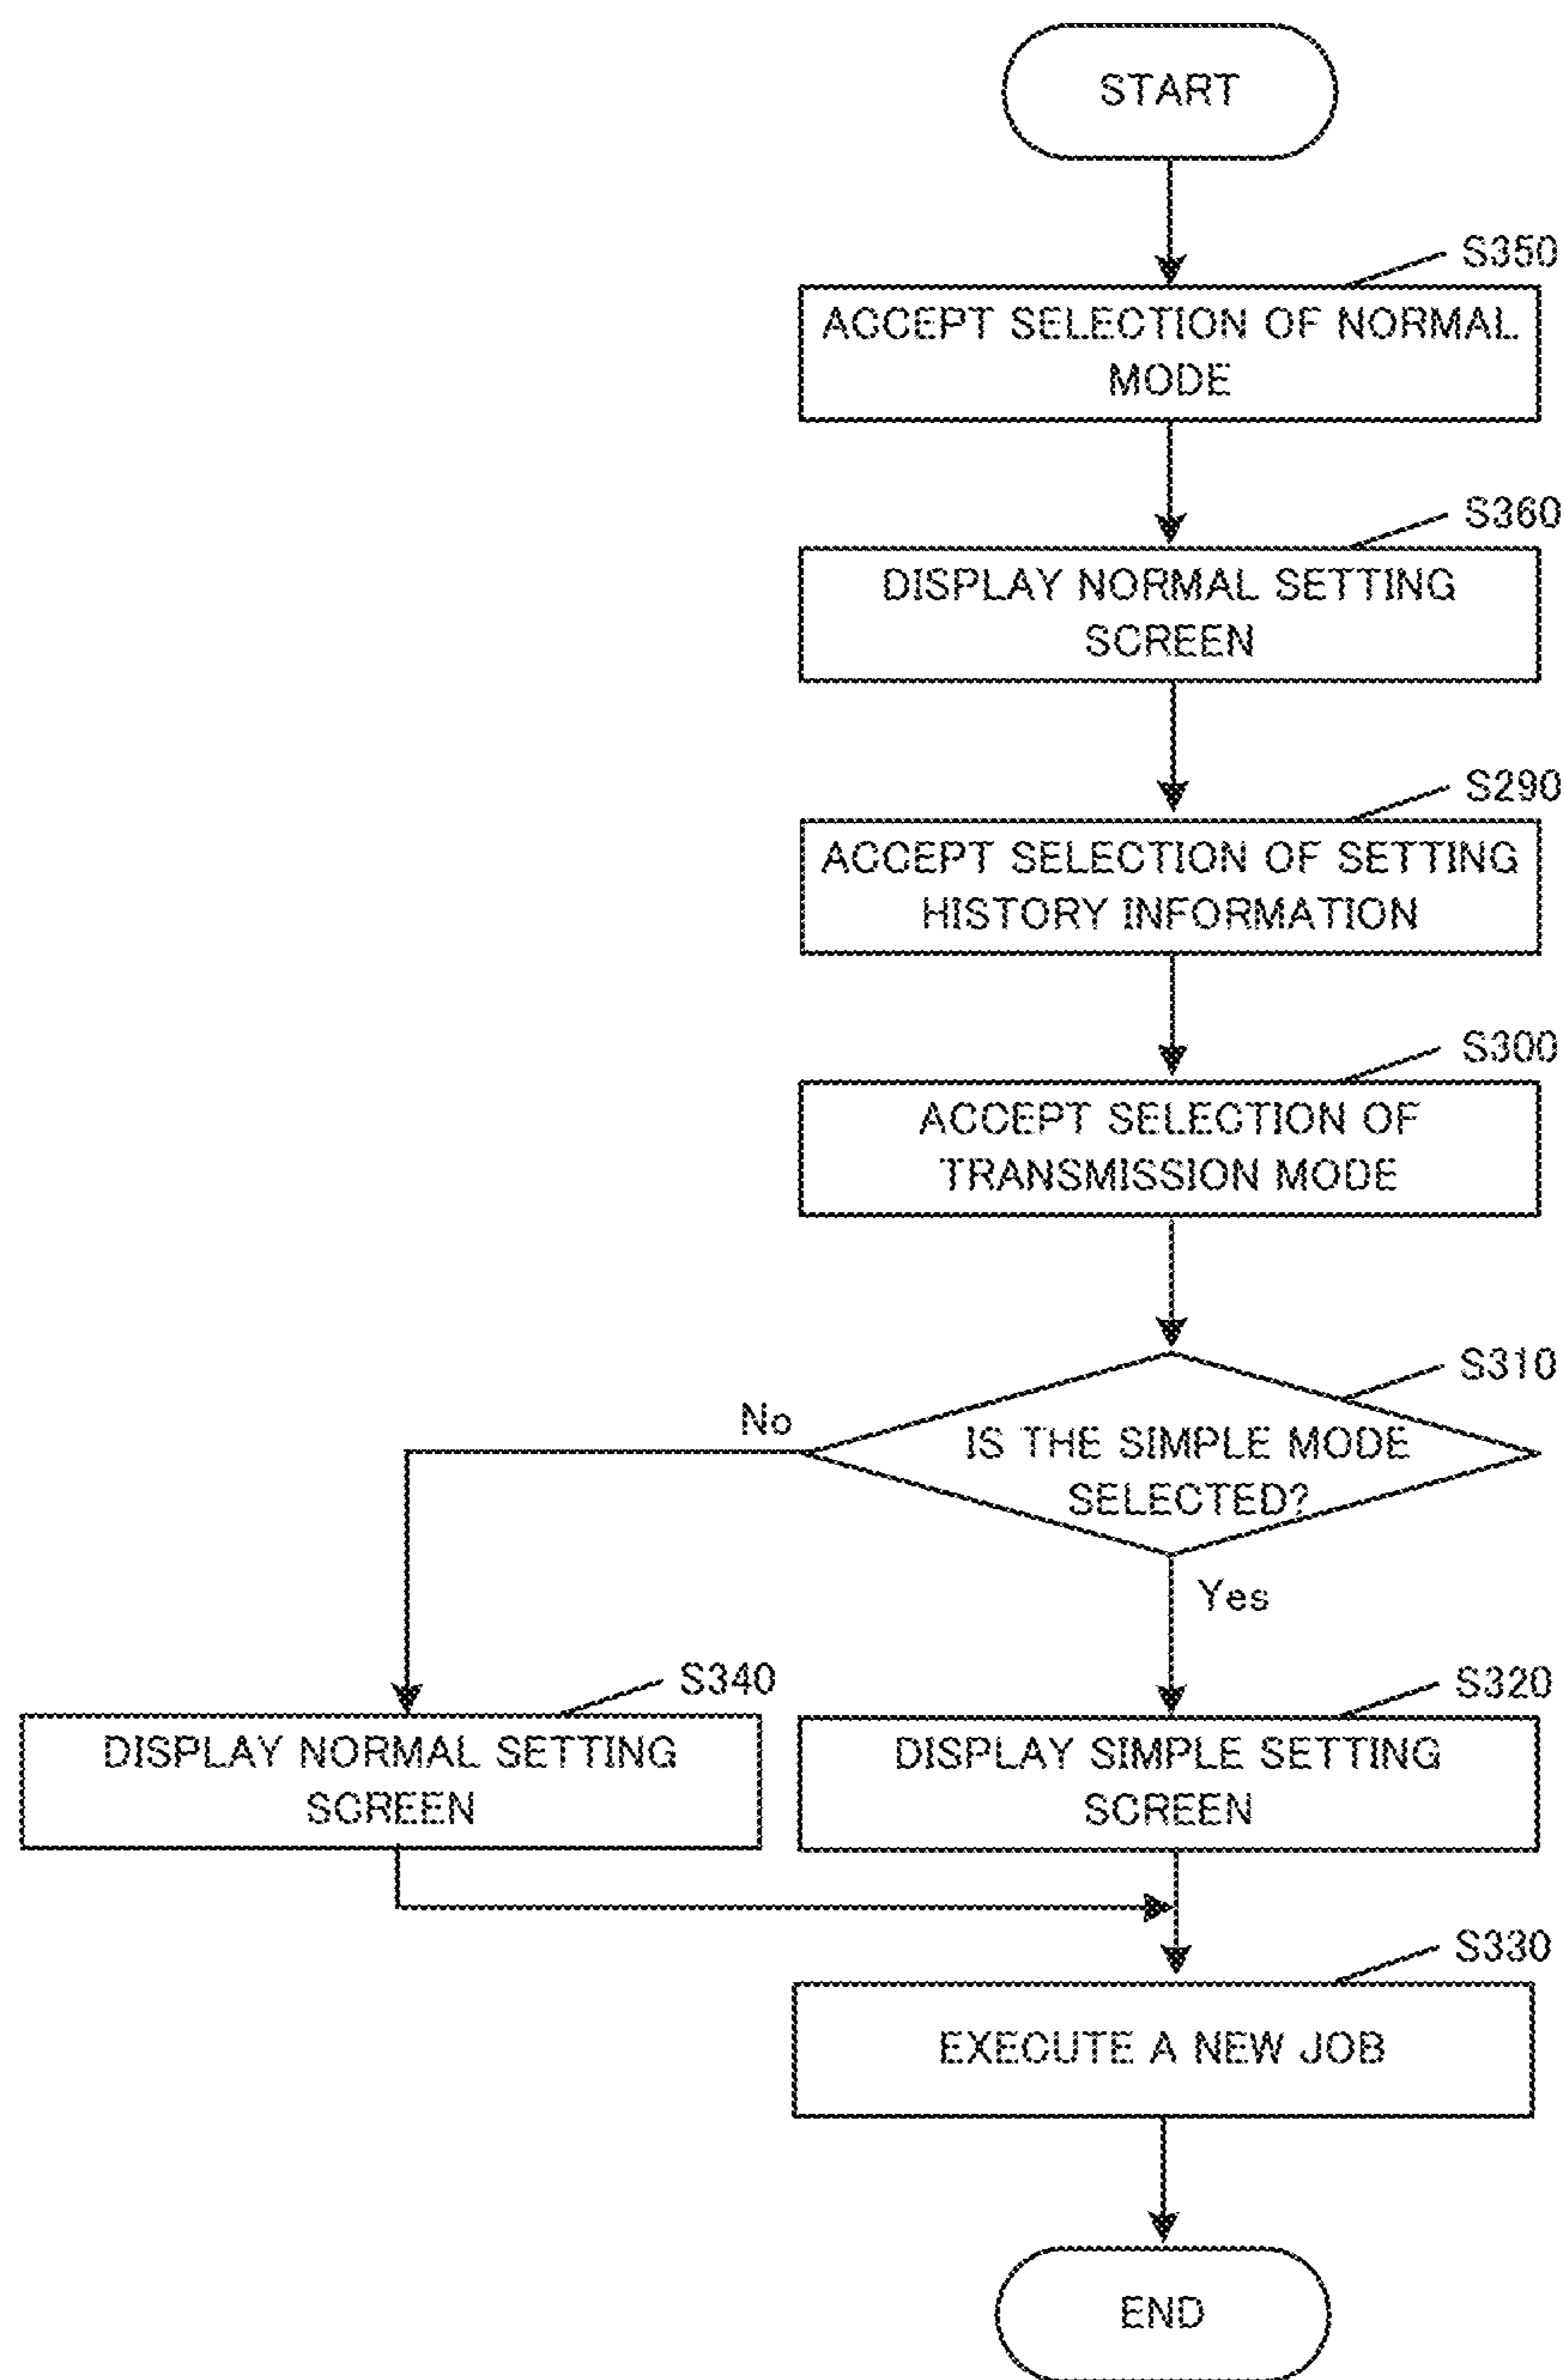 START
S350
ACCEPT SELECTION OF NORMAL
MODE
S360
DISPLAY NORMAL SETTING
SCREEN
S290
ACCEPT SELECTION OF SETTING
HISTORY INFORMATION
S300
ACCEPT SELECTION OF
TRANSMISSION MODE
S310
No
IS THE SIMPLE MODE
SELECTED?
Yes
S340
DISPLAY NORMAL SETTING
SCREEN
S320
DISPLAY SIMPLE SETTING
SCREEN
S330
EXECUTE A NEW JOB
END